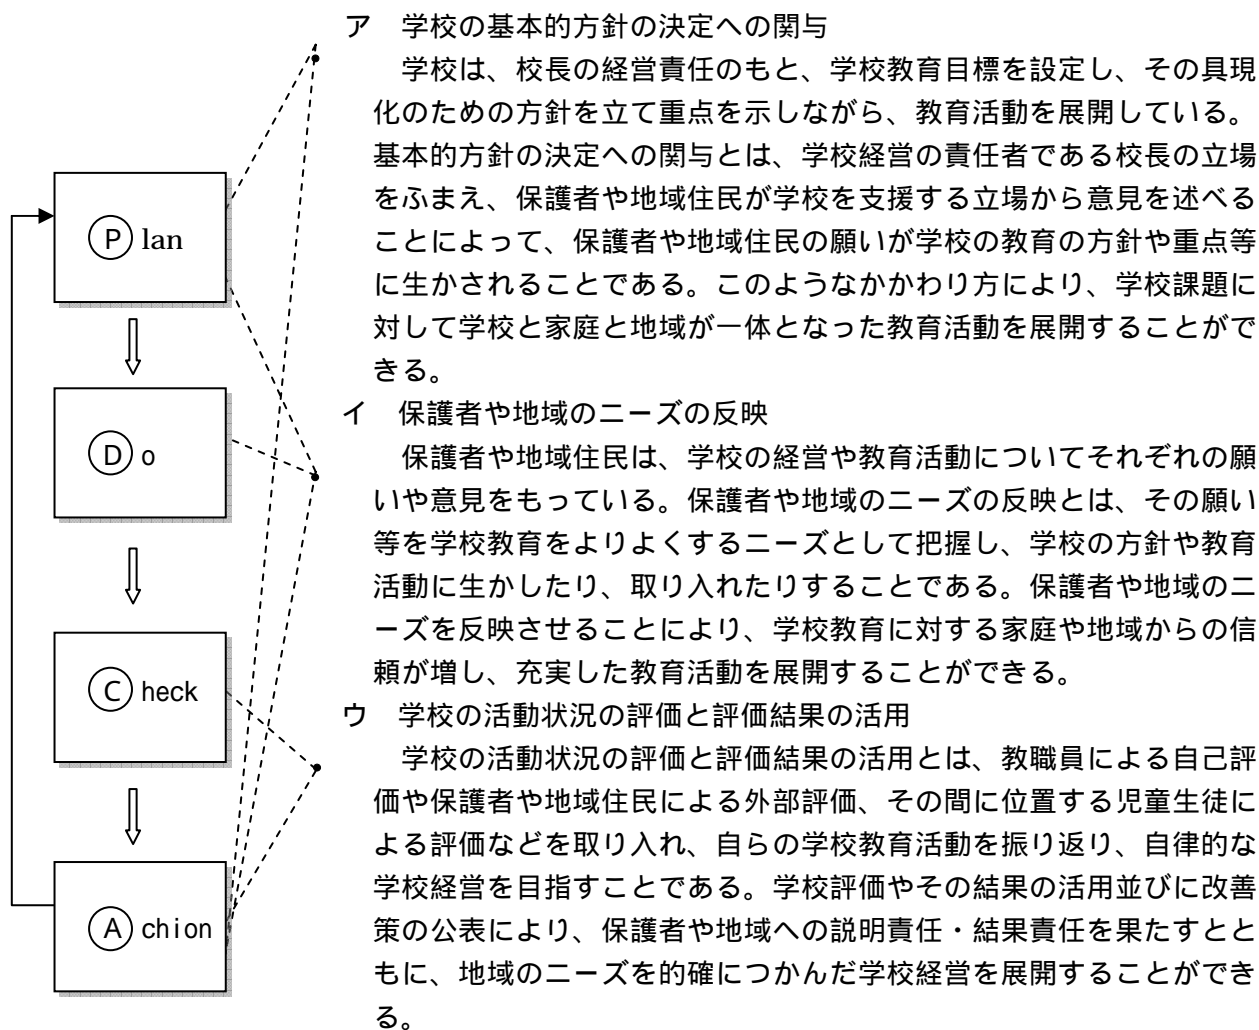 ア 学校の基本的方針の決定への関与
学校は、校長の経営責任のもと、学校教育目標を設定し、その具現
化のための方針を立て重点を示しながら、教育活動を展開している。
基本的方針の決定への関与とは、学校経営の責任者である校長の立場
をふまえ、保護者や地域住民が学校を支援する立場から意見を述べる
ことによって、保護者や地域住民の願いが学校の教育の方針や重点等
に生かされることである。このようなかかわり方により、学校課題に
対して学校と家庭と地域が一体となった教育活動を展開することがで
きる。
イ 保護者や地域のニーズの反映
保護者や地域住民は、学校の経営や教育活動についてそれぞれの願
いや意見をもっている。保護者や地域のニーズの反映とは、その願い
等を学校教育をよりよくするニーズとして把握し、学校の方針や教育
活動に生かしたり、取り入れたりすることである。保護者や地域のニ
ーズを反映させることにより、学校教育に対する家庭や地域からの信
頼が増し、充実した教育活動を展開することができる。
ウ 学校の活動状況の評価と評価結果の活用
学校の活動状況の評価と評価結果の活用とは、教職員による自己評
価や保護者や地域住民による外部評価、その間に位置する児童生徒に
よる評価などを取り入れ、自らの学校教育活動を振り返り、自律的な
学校経営を目指すことである。学校評価やその結果の活用並びに改善
策の公表により、保護者や地域への説明責任・結果責任を果たすとと
もに、地域のニーズを的確につかんだ学校経営を展開することができ
る。
Plan
Do
Check
Achion